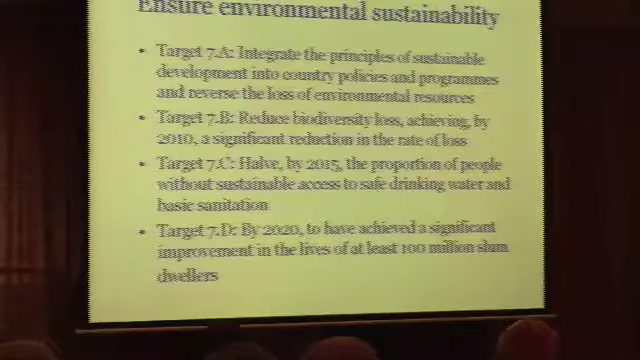 Ensure environmental sustainability
• Target 7.A: Integrate the principles of sustainable
development into country policies and programmes
and reverse the loss of environmental resources
• Target 7.B: Reduce biodiversity loss, achieving, by
2010, a significant reduction in the rate of loss
• Target 7.C: Halve, by 2015, the proportion of people
without sustainable access to safe drinking water and
basic sanitation
• Target 7.D: By 2020, to have achieved a significant
improvement in the lives of at least 100 million slum
dwellers